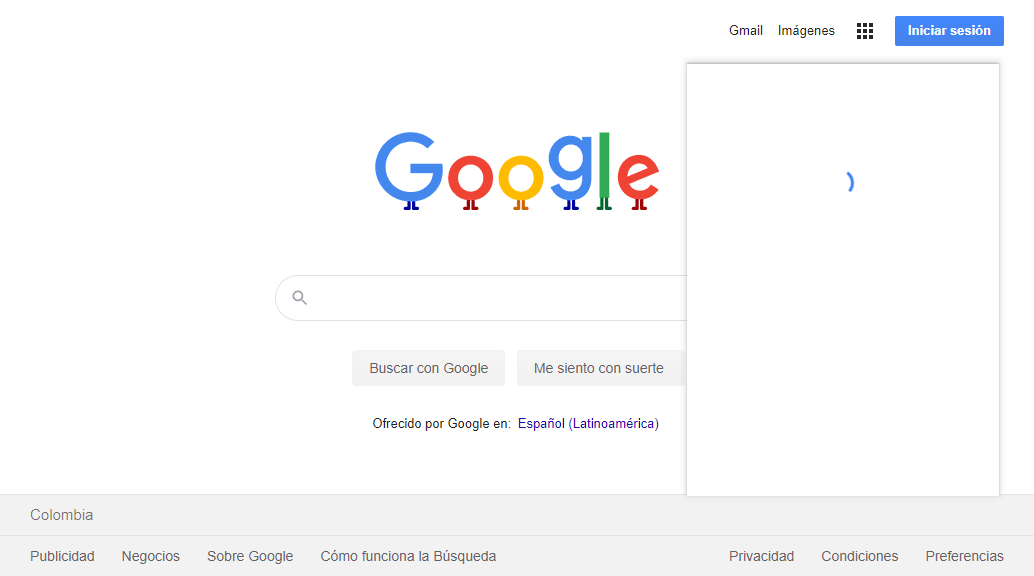 Gmail Imágenes Iniciar sesión
Google
Buscar con Google Me siento con suerte
Ofrecido por Google en: Español (Latinoamérica)
Colombia
Publicidad Negocios Sobre Google Cómo funciona la Búsqueda Privacidad Condiciones Preferencias